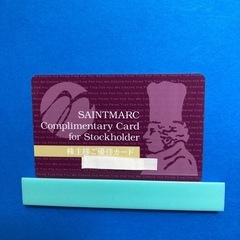 SAINTMARC
Complimentary Card
for Stockholder
株主様ご優待カード